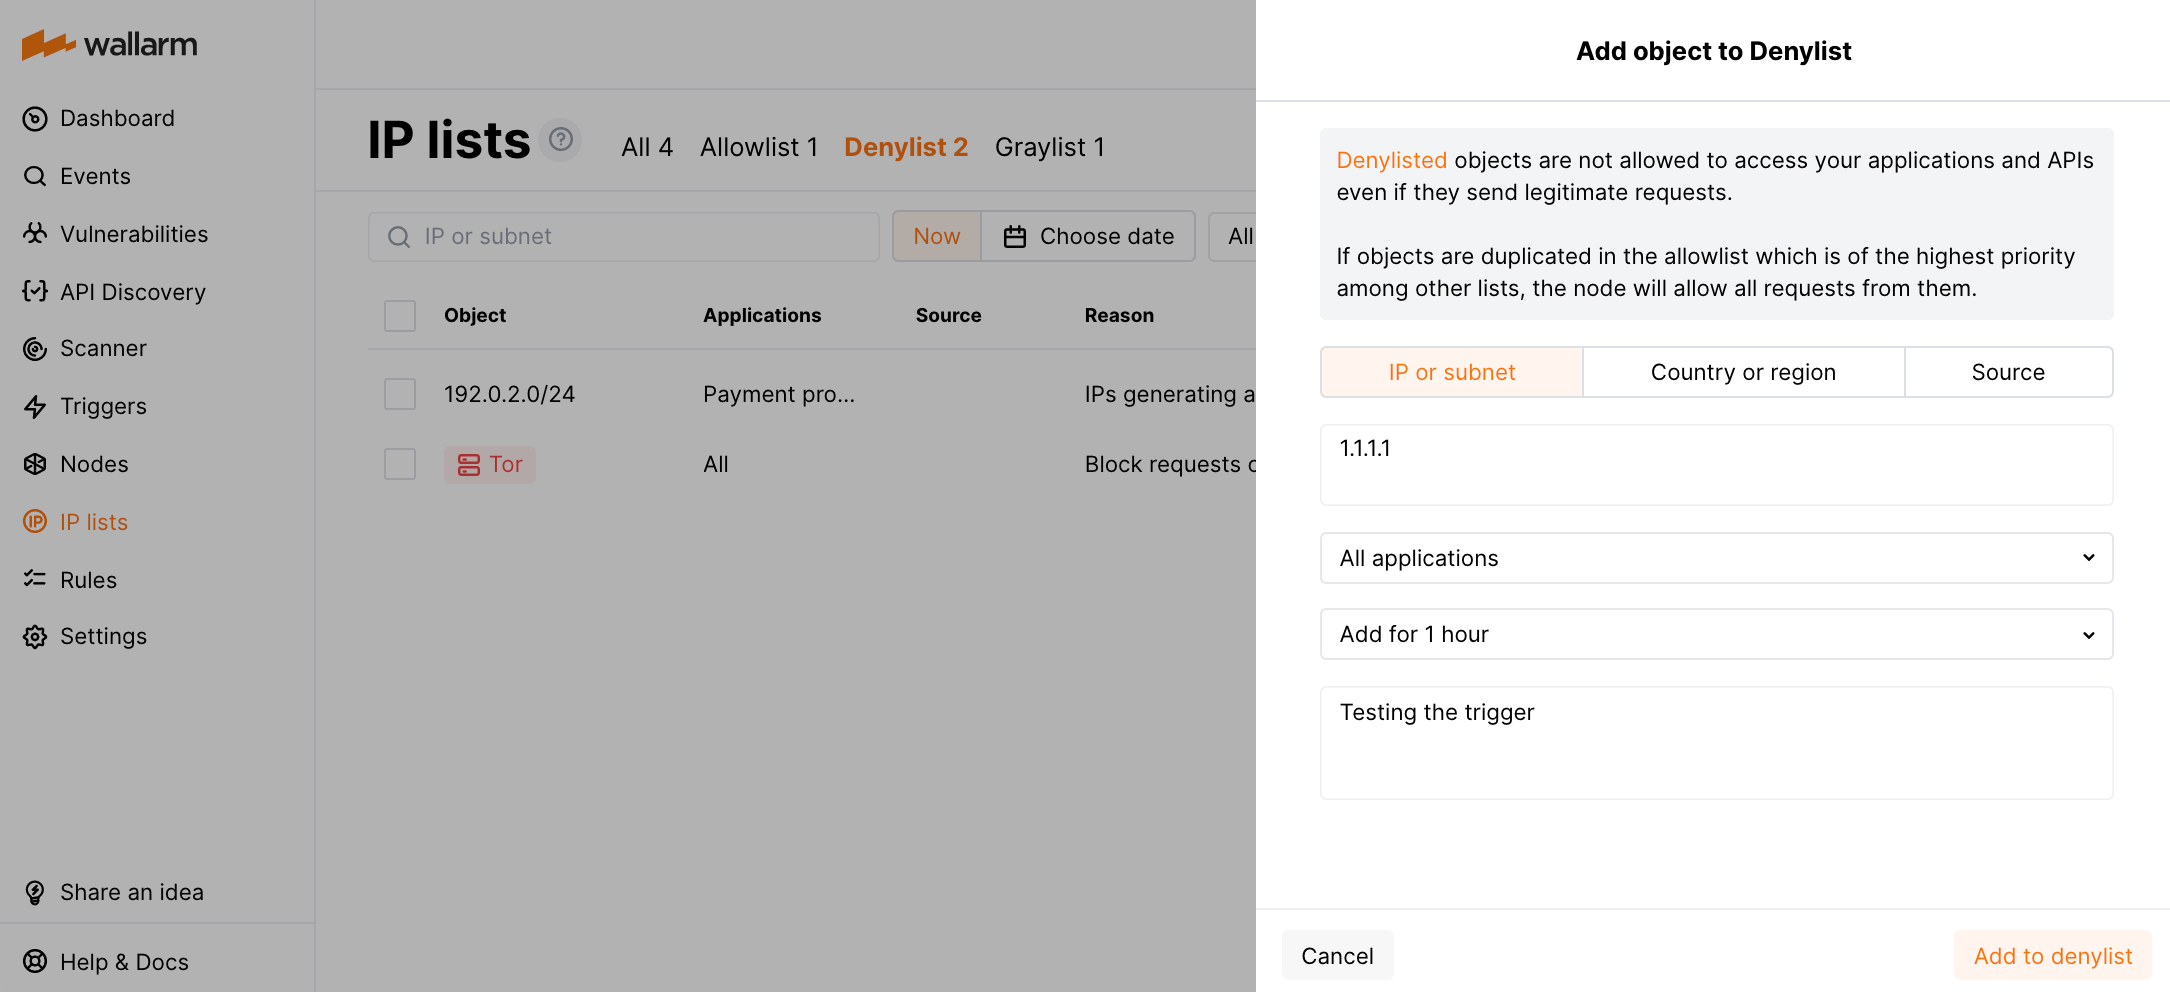 wallarm
Dashboard
Events
Vulnerabilities
API Discovery
Scanner
Triggers
Nodes
IP lists
Rules
Settings
Share an idea
Help & Docs
IP lists ? All 4 Allowlist 1 Denylist 2 Graylist 1
IP or subnet Now Choose date All
Object Applications Source Reason
192.0.2.0/24 Payment pro... IPs generating a
Tor All Block requests
Add object to Denylist
Denylisted objects are not allowed to access your applications and APIs
even if they send legitimate requests.
If objects are duplicated in the allowlist which is of the highest priority
among other lists, the node will allow all requests from them.
IP or subnet Country or region Source
1.1.1.1
All applications
Add for 1 hour
Testing the trigger
Cancel Add to denylist